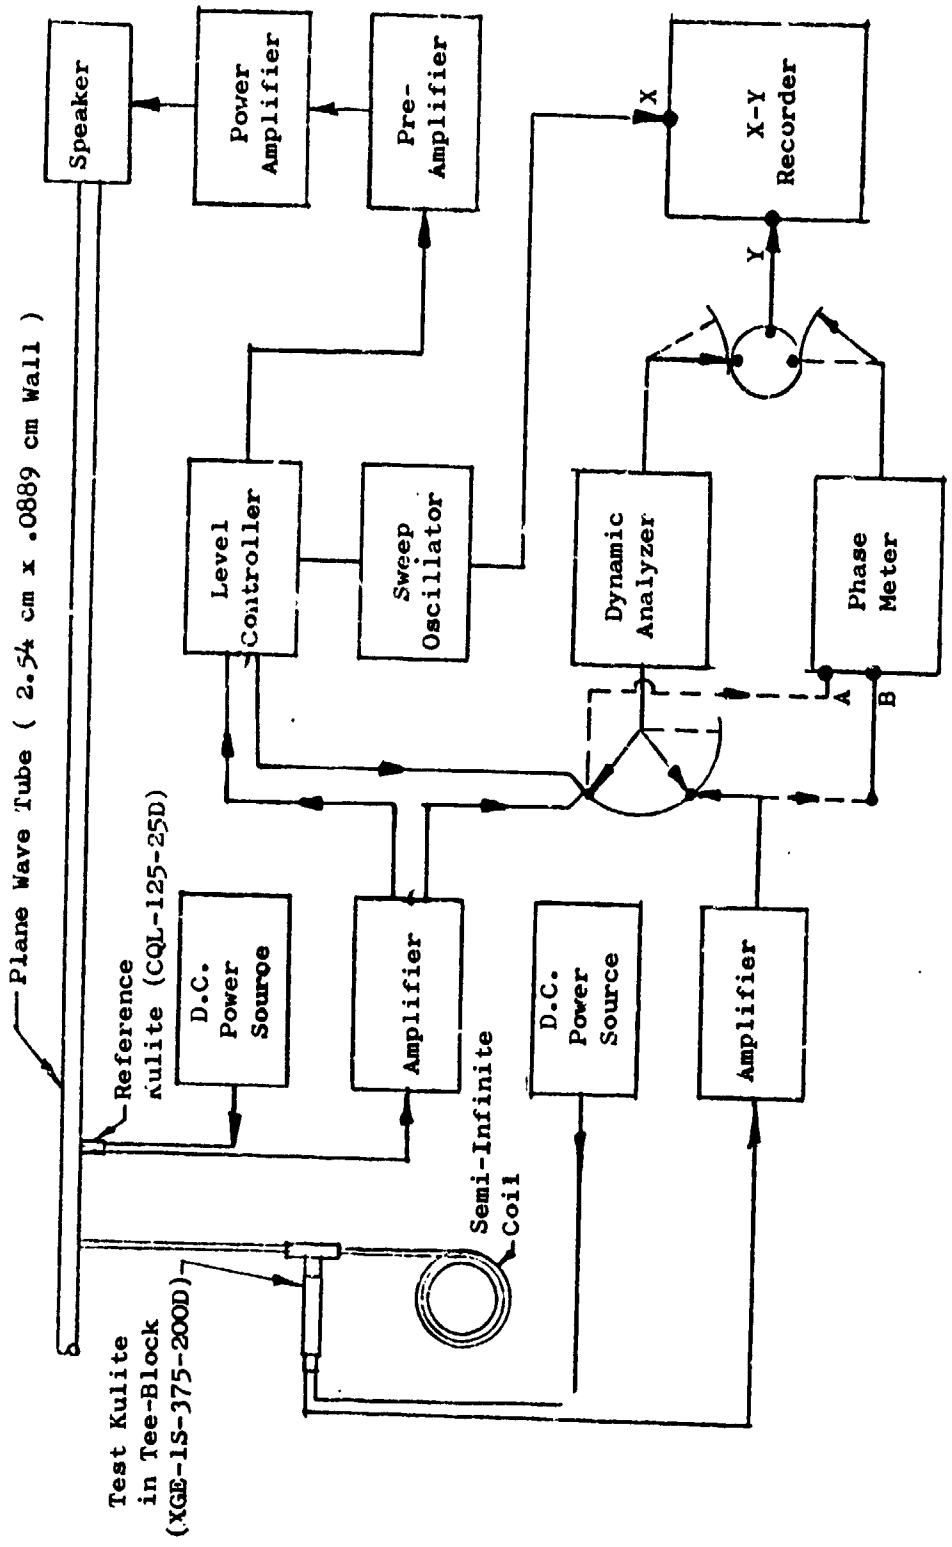 Plane Wave Tube ( 2.54 cm x .0889 cm Wall )
Speaker
Power
Amplifier
Pre-
Amplifier
Reference
Kulite (CQL-125-25D)
D.C.
Power
Source
Level
Controller
Sweep
Oscillator
X
X-Y
Recorder
Y
Test Kulite
in Tee-Block
(XGE-1S-375-200D)
Semi-Infinite
Coil
Amplifier
D.C.
Power
Source
Dynamic
Analyzer
Amplifier
Phase
Meter
A
B